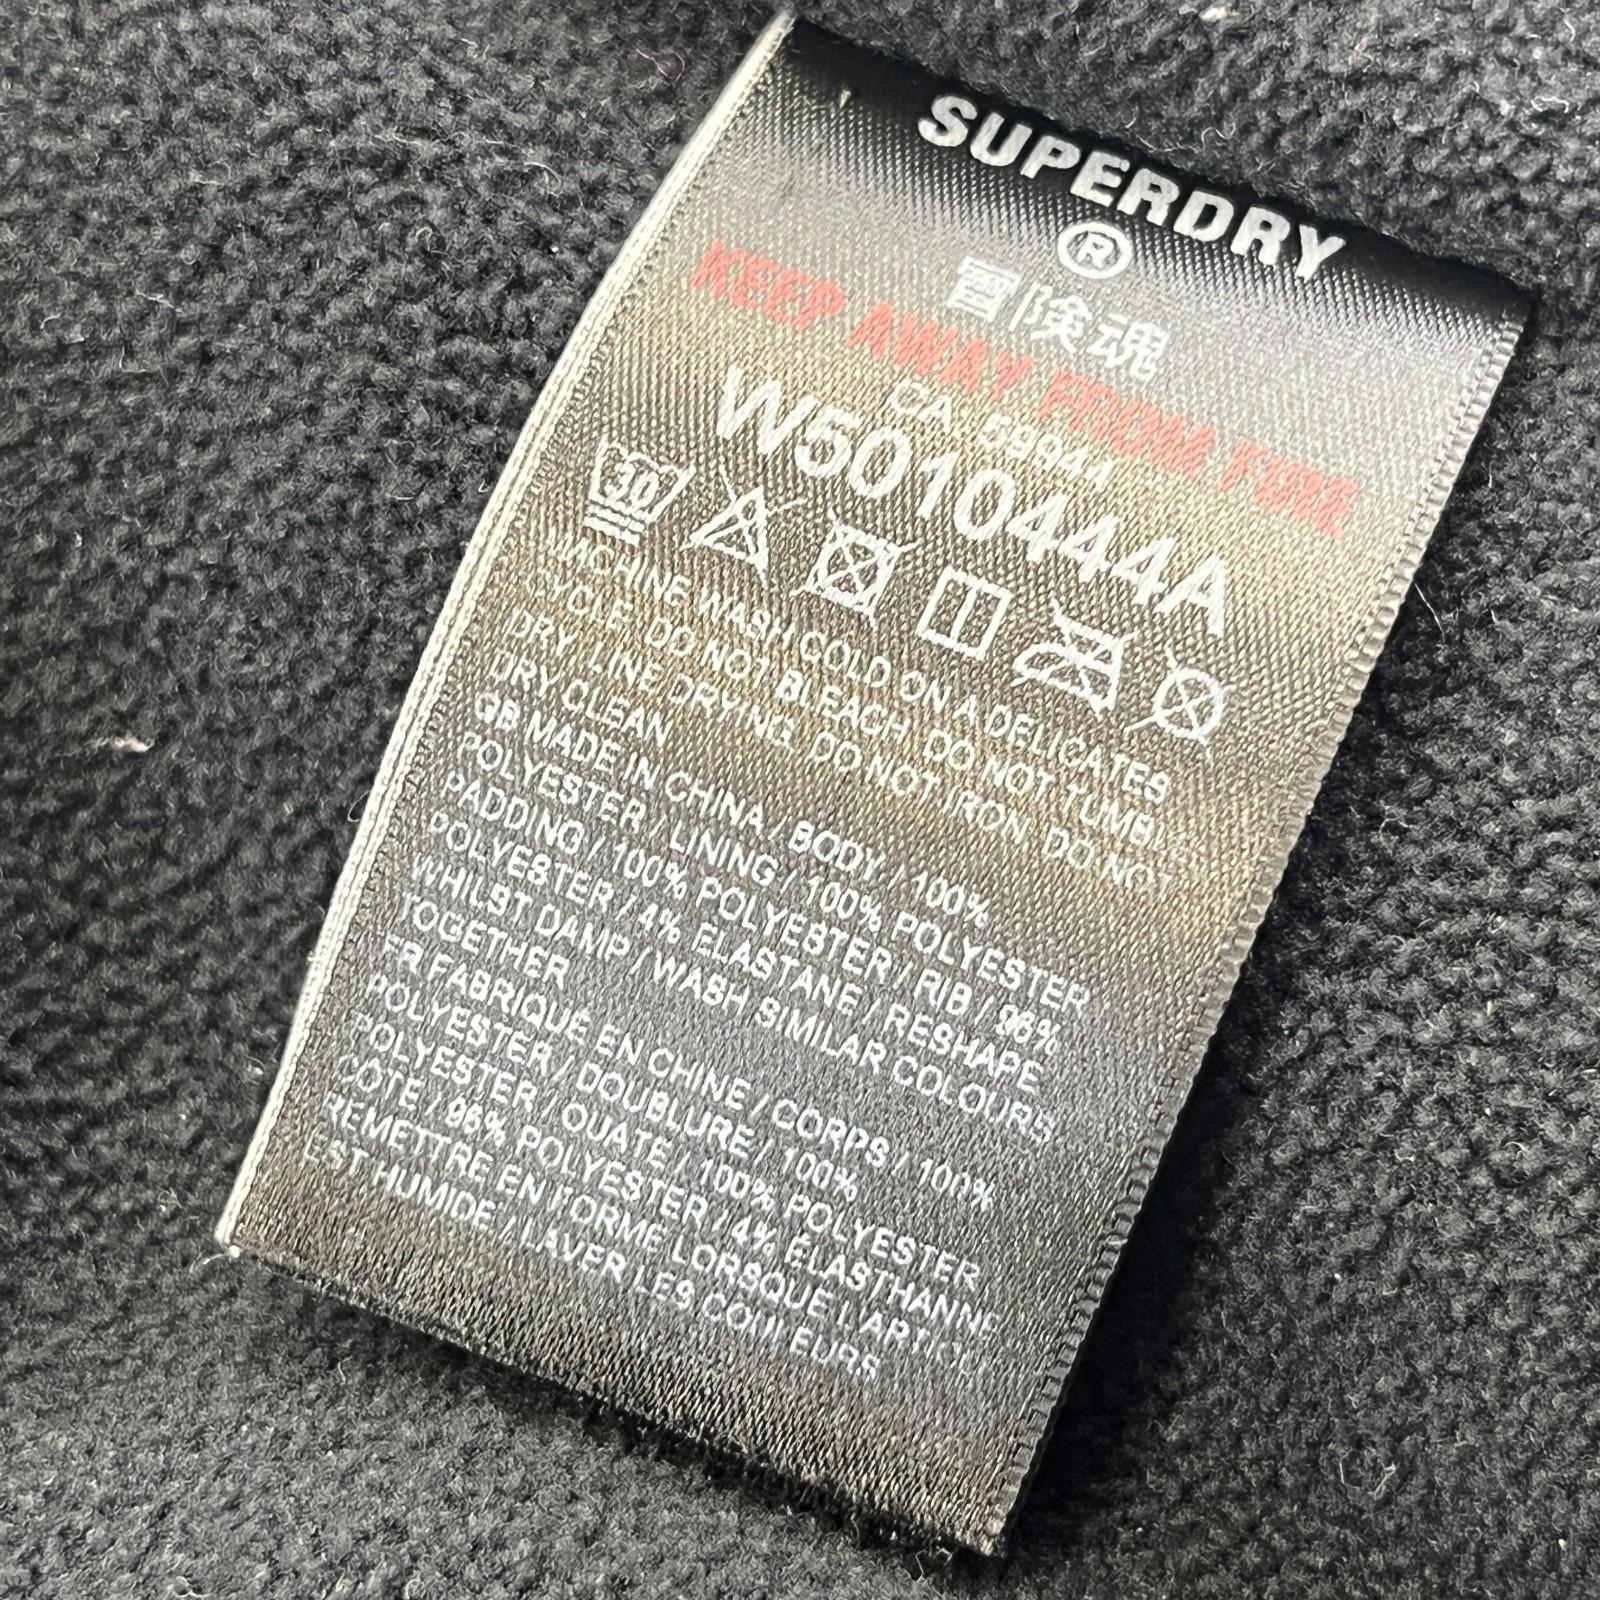 SUPERDRY
®
冒険魂
KEEP AWAY FROM FIRE
CA 58944
W5010444A
30
MACHINE WASH COLD ON A DELICATES
CYCLE DO NOT BLEACH DO NOT TUMBLE
DRY LINE DRYING DO NOT IRON DO NOT
DRY CLEAN
GB MADE IN CHINA / BODY / 100%
POLYESTER / LINING / 100% POLYESTER
PADDING / 100% POLYESTER / RIB / 96%
POLYESTER / 4% ELASTANE / RESHAPE
WHILST DAMP / WASH SIMILAR COLOURS
TOGETHER
FR FABRIQUÉ EN CHINE / CORPS / 100%
POLYESTER / DOUBLURE / 100%
POLYESTER / OUATE / 100% POLYESTER
CÔTE / 96% POLYESTER / 4% ÉLASTHANNE
REMETTRE EN FORME LORSQUE L'ARTICLE
EST HUMIDE / LAVER LES COULEURS